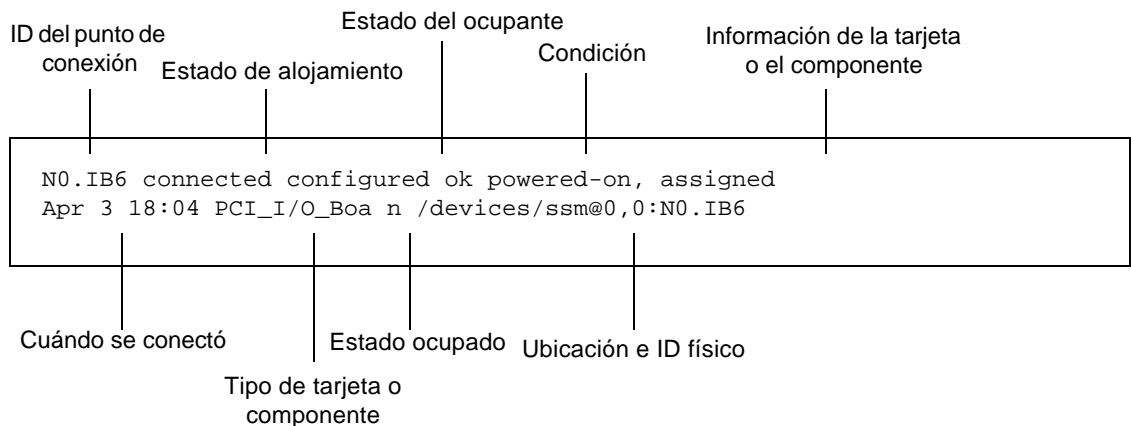 ID del punto de
conexión
Estado de alojamiento
Estado del ocupante
Condición
Información de la tarjeta
o el componente
N0.IB6 connected configured ok powered-on, assigned
Apr 3 18:04 PCI_I/O_Boa n /devices/ssm@0,0:N0.IB6
Cuándo se conectó
Tipo de tarjeta o
componente
Estado ocupado
Ubicación e ID físico